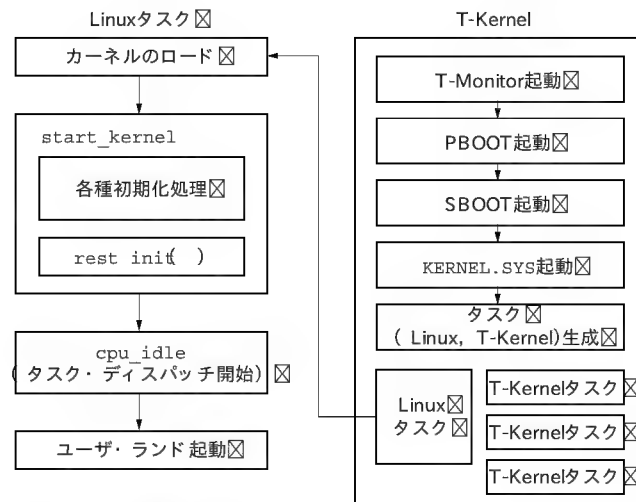 Linuxタスク
カーネルのロード
start_kernel
各種初期化処理
rest init( )
cpu_idle
( タスク・ディスパッチ開始)
ユーザ・ランド起動
T-Kernel
T-Monitor起動
PBOOT起動
SBOOT起動
KERNEL.SYS起動
タスク
( Linux, T-Kernel)生成
Linux
タスク
T-Kernelタスク
T-Kernelタスク
T-Kernelタスク